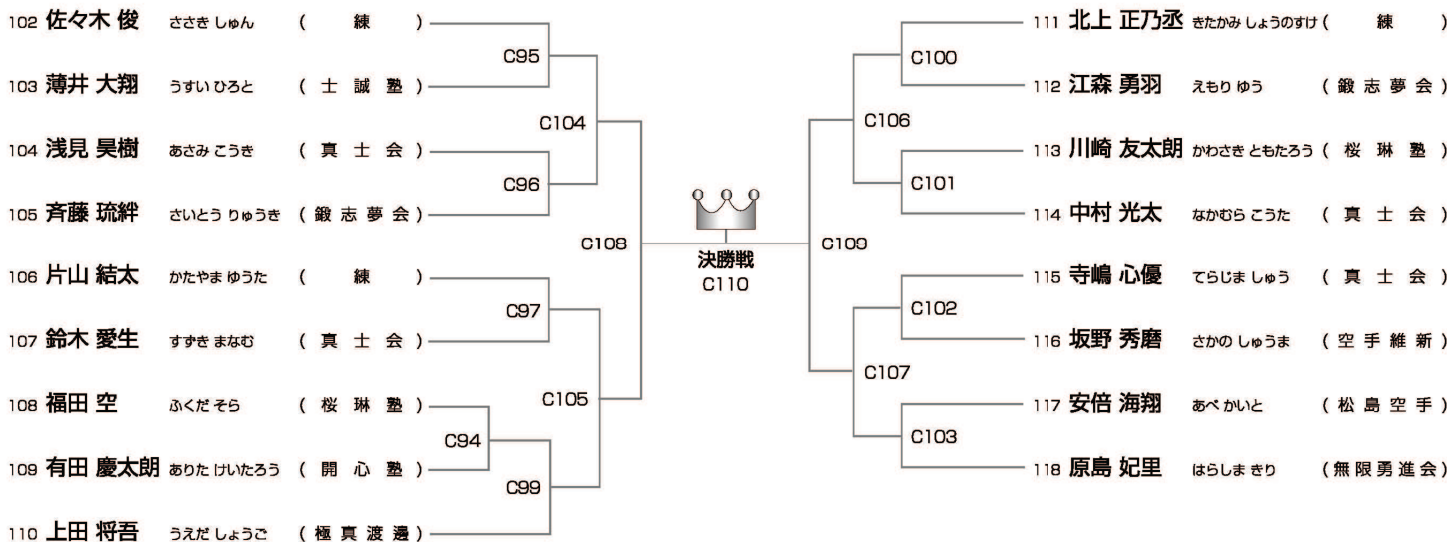 102 佐々木 俊 ささき しゅん ( 練 )
103 薄井 大翔 うすい ひろと ( 士 誠 塾 )
C95
104 浅見 昊樹 あさみ こうき ( 真 士 会 )
105 斉藤 琉絆 さいとう りゅうき ( 鍛 志 夢 会 )
C96
C104
106 片山 結太 かたやま ゆうた ( 練 )
107 鈴木 愛生 すずき まなむ ( 真 士 会 )
C97
108 福田 空 ふくだ そら ( 桜 琳 塾 )
109 有田 慶太朗 ありた けいたろう ( 開 心 塾 )
C94
110 上田 将吾 うえだ しょうご ( 極 真 渡 邊 )
C99
C105
C108
決勝戦
C110
111 北上 正乃丞 きたかみ しょうのすけ ( 練 )
112 江森 勇羽 えもり ゆう ( 鍛 志 夢 会 )
C100
113 川崎 友太朗 かわさき ともたろう ( 桜 琳 塾 )
114 中村 光太 なかむら こうた ( 真 士 会 )
C101
C106
115 寺嶋 心優 てらじま しゅう ( 真 士 会 )
116 坂野 秀磨 さかの しゅうま ( 空 手 維 新 )
C102
117 安倍 海翔 あべ かいと ( 松 島 空 手 )
118 原島 妃里 はらしま きり ( 無 限 勇 進 会 )
C103
C107
C109